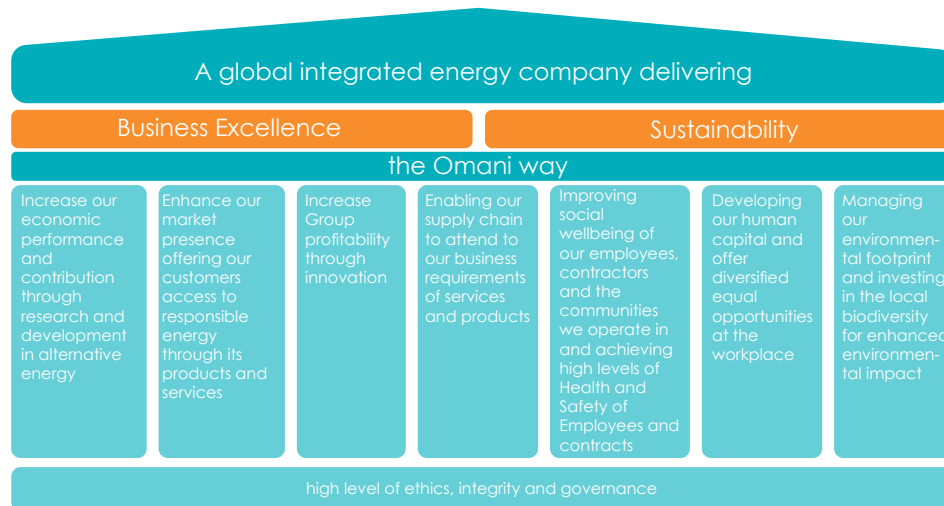 A global integrated energy company delivering
Business Excellence
Sustainability
the Omani way
Increase our
economic
performance
and
contribution
through
research and
development
in alternative
energy
Enhance our
market
presence
offering our
customers
access to
responsible
energy
through its
products and
services
Increase
Group
profitability
through
innovation
Enabling our
supply chain
to attend to
our business
requirements
of services
and products
Improving
social
wellbeing of
our employees,
contractors
and the
communities
we operate in
and achieving
high levels of
Health and
Safety of
Employees and
contracts
Developing
our human
capital and
offer
diversified
equal
opportunities
at the
workplace
Managing
our
environmen-
tal footprint
and investing
in the local
biodiversity
for enhanced
environmen-
tal impact
high level of ethics, integrity and governance